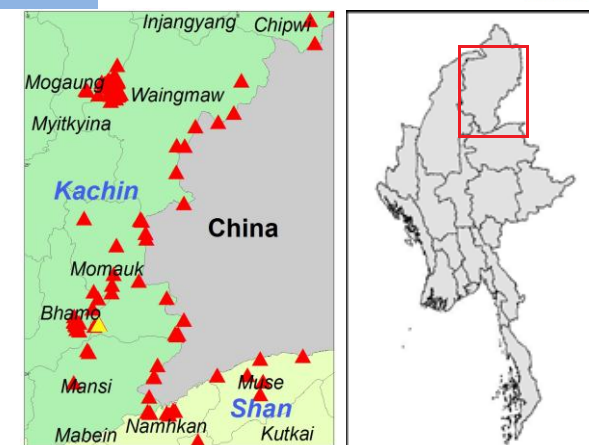 Injangyang
Chipwi
Mogaung
Waingmaw
Myitkyina
Kachin
China
Momauk
Bhamo
Mansi
Muse
Shan
Namhkan
Mabein
Kutkai